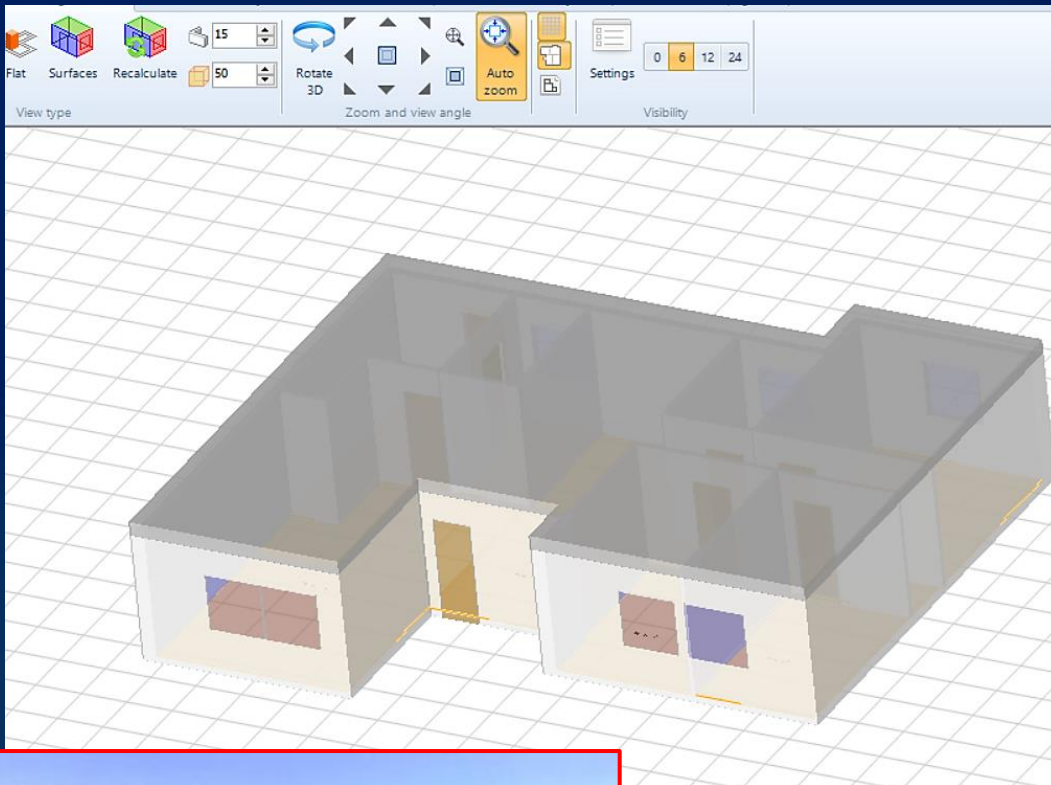 15
50
Flat
Surfaces
Recalculate
Rotate
3D
Auto
zoom
Settings
0 6 12 24
View type
Zoom and view angle
Visibility